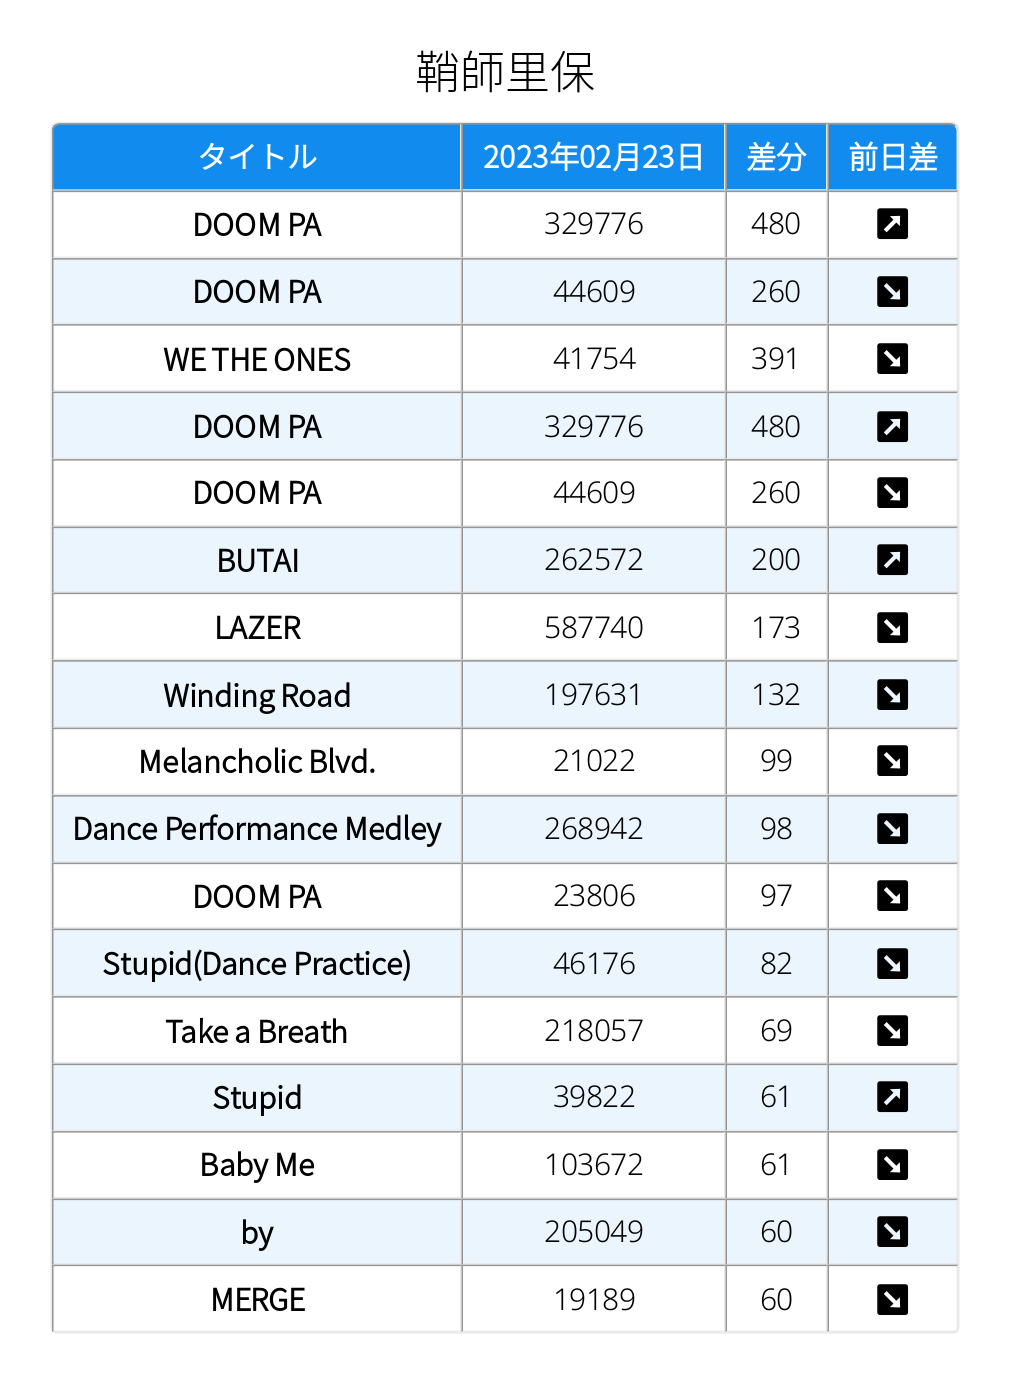 鞘師里保
タイトル 2023年02月23日 差分 前日差
DOOM PA 329776 480 ↗
DOOM PA 44609 260 ↘
WE THE ONES 41754 391 ↘
DOOM PA 329776 480 ↗
DOOM PA 44609 260 ↘
BUTAI 262572 200 ↗
LAZER 587740 173 ↘
Winding Road 197631 132 ↘
Melancholic Blvd. 21022 99 ↘
Dance Performance Medley 268942 98 ↘
DOOM PA 23806 97 ↘
Stupid(Dance Practice) 46176 82 ↘
Take a Breath 218057 69 ↘
Stupid 39822 61 ↗
Baby Me 103672 61 ↘
by 205049 60 ↘
MERGE 19189 60 ↘